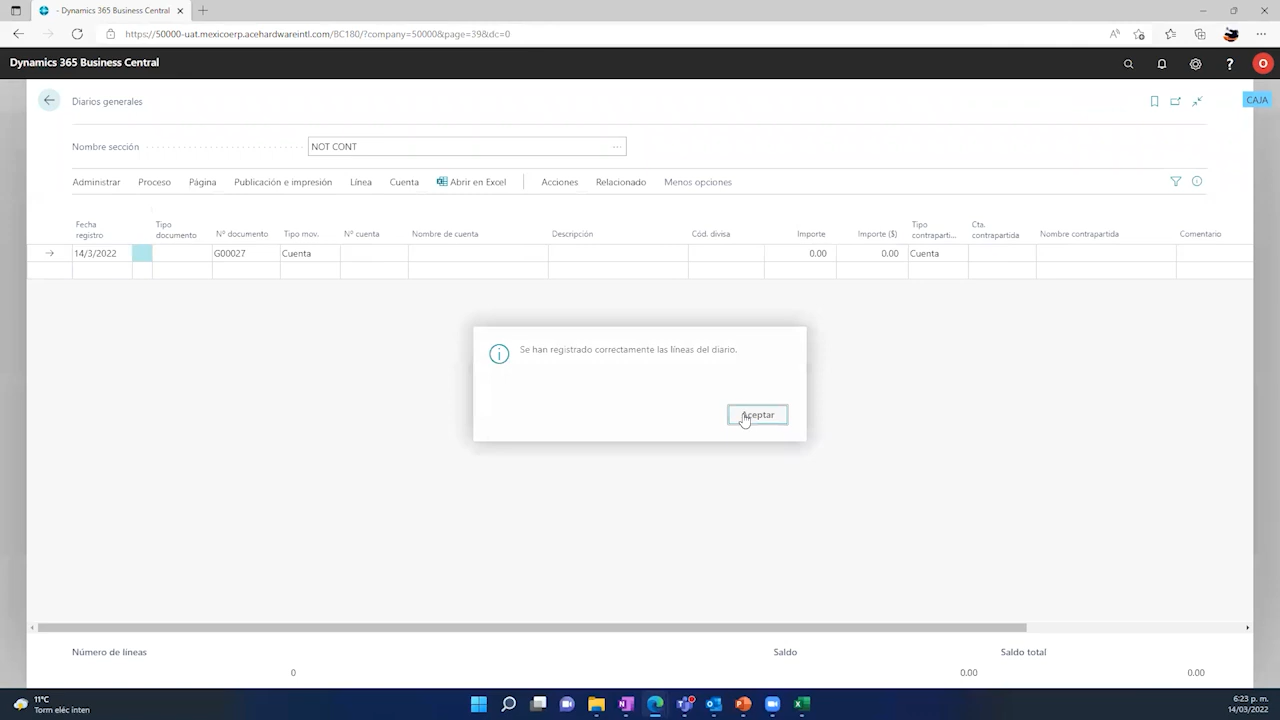 - Dynamics 365 Business Central
https://50000-uat.mexicoerp.acehardwareintl.com/BC180/?company=50000&page=39&dc=0
Dynamics 365 Business Central
O
Diarios generales
CAJA
Nombre sección
NOT CONT
Administrar Proceso Página Publicación e impresión Línea Cuenta Abrir en Excel Acciones Relacionado Menos opciones
Fecha registro Tipo documento Nº documento Tipo mov. Nº cuenta Nombre de cuenta Descripción Cód. divisa Importe Importe ($) Tipo contraparti... Cta. contrapartida Nombre contrapartida Comentario
14/3/2022 G00027 Cuenta 0.00 0.00 Cuenta
Se han registrado correctamente las líneas del diario.
Aceptar
Número de líneas Saldo Saldo total
0 0.00 0.00
11°C
Torm eléc inten
6:23 p. m.
14/03/2022